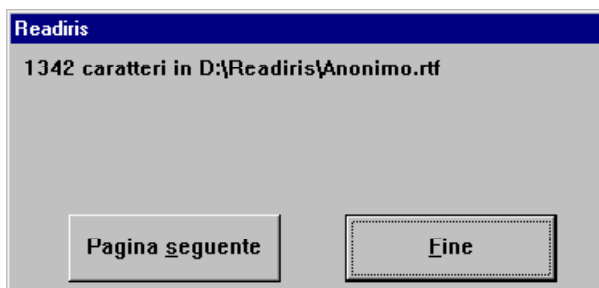 Readiris
1342 caratteri in D:\Readiris\Anonimo.rtf
Pagina seguente Fine